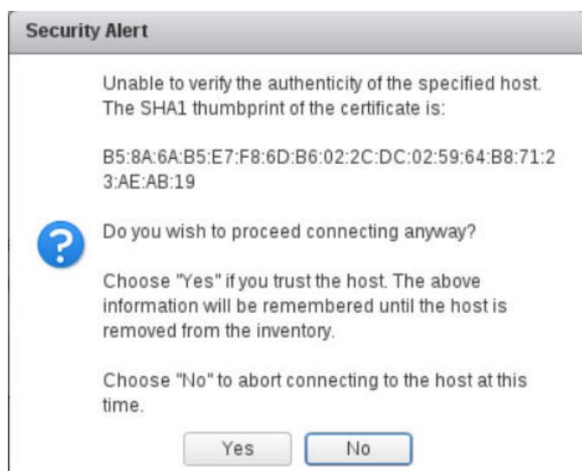 Security Alert
Unable to verify the authenticity of the specified host.
The SHA1 thumbprint of the certificate is:
B5:8A:6A:B5:E7:F8:6D:B6:02:2C:DC:02:59:64:B8:71:2
3:AE:AB:19
Do you wish to proceed connecting anyway?
Choose "Yes" if you trust the host. The above
information will be remembered until the host is
removed from the inventory.
Choose "No" to abort connecting to the host at this
time.
Yes No